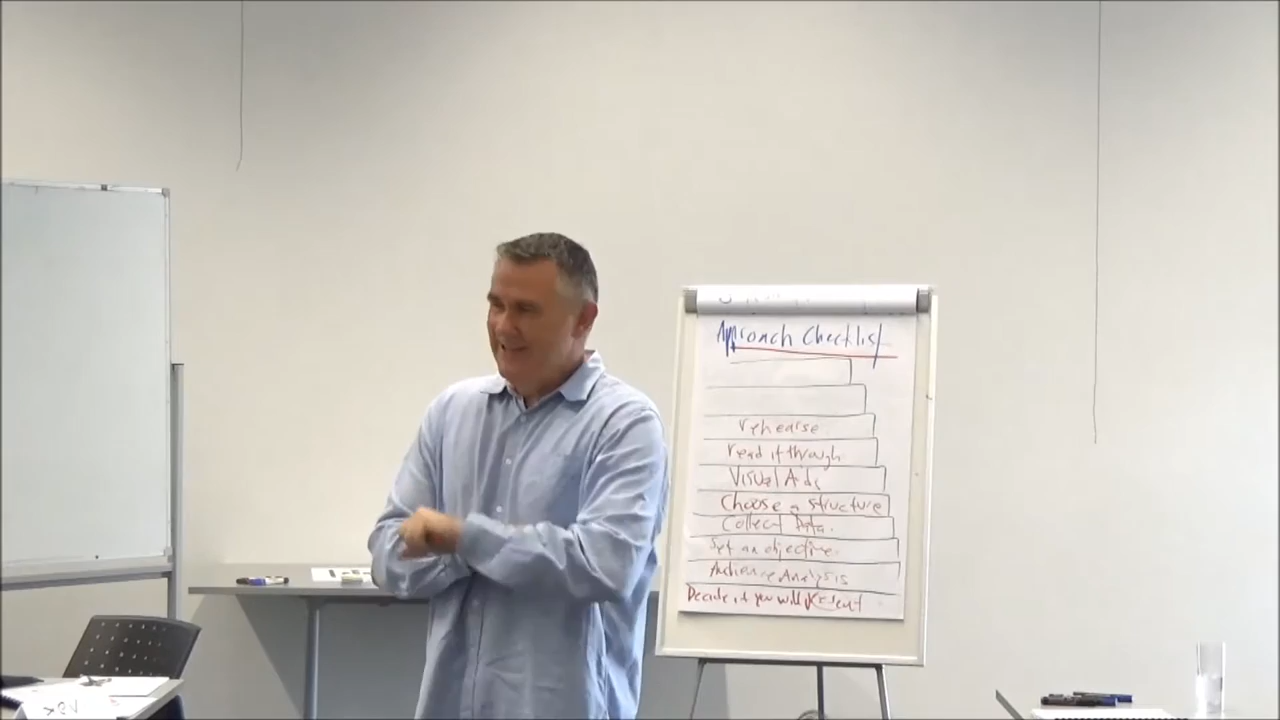 Approach Checklist
rehearse
read it through
Visual Aids
Choose a structure
Collect Data.
Set an objective.
Audience Analysis
Decide if you will present